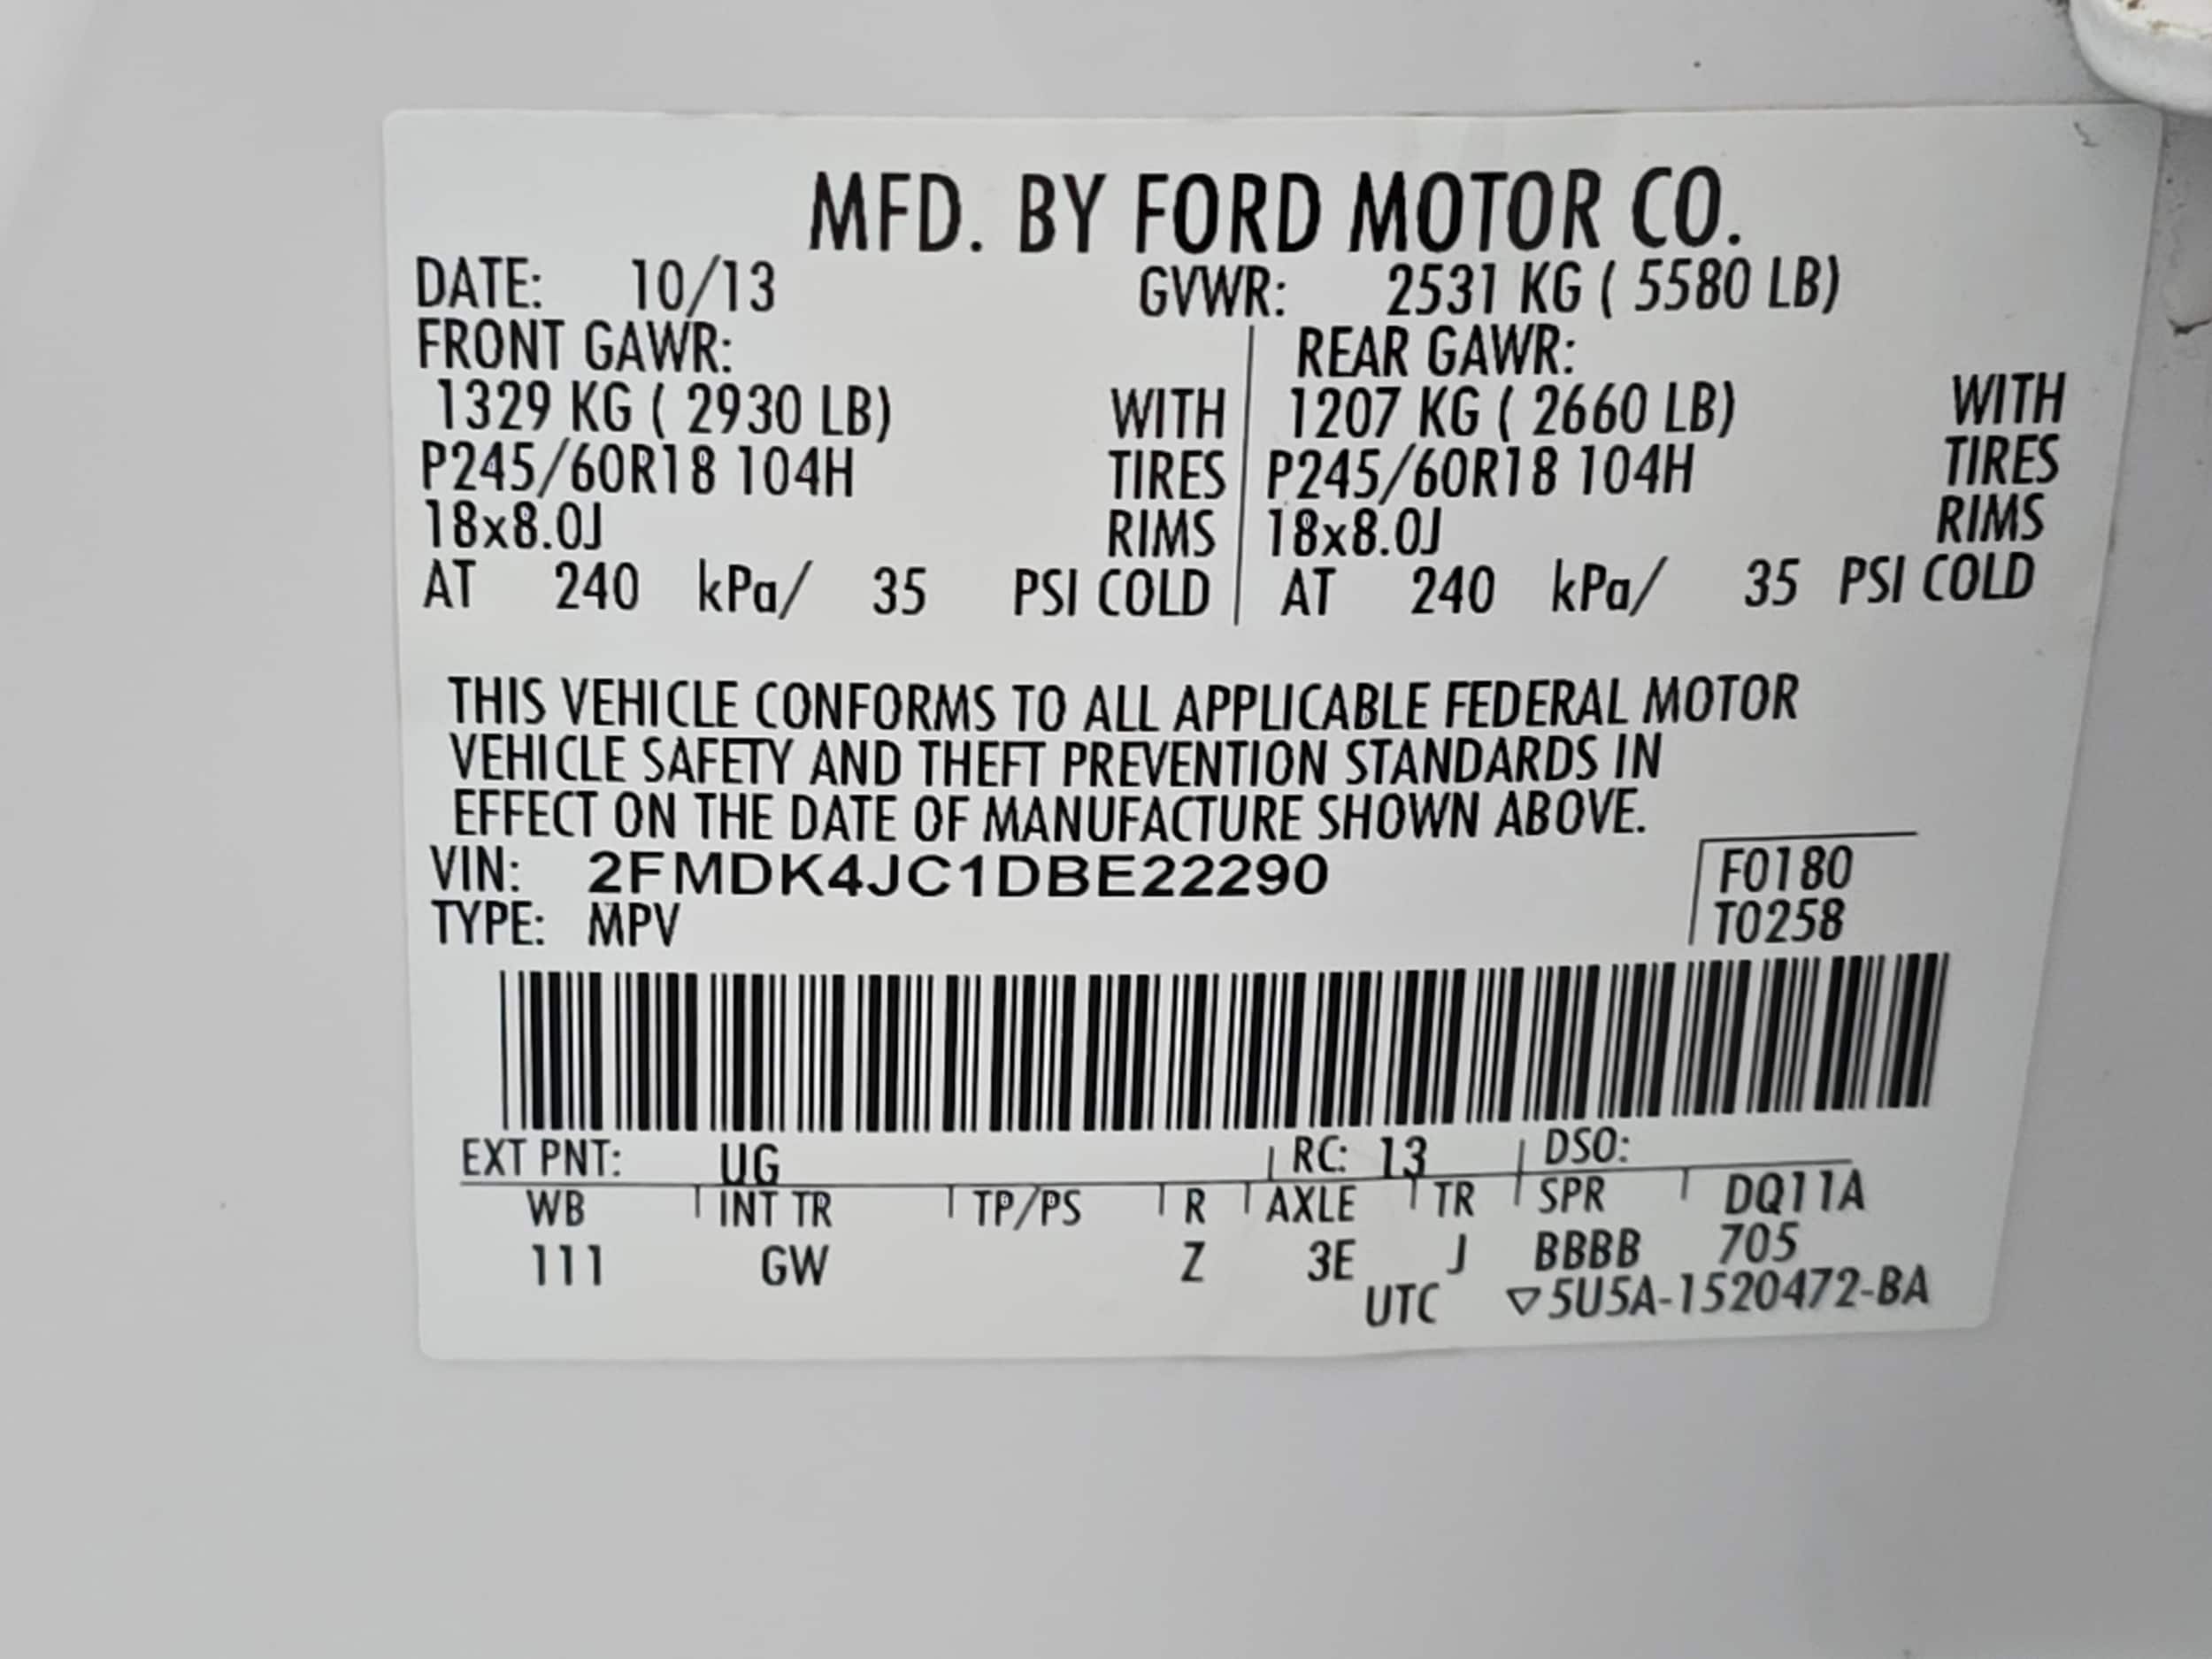 MFD. BY FORD MOTOR CO.
DATE: 10/13 GVWR: 2531 KG ( 5580 LB)
FRONT GAWR: REAR GAWR:
1329 KG ( 2930 LB) WITH 1207 KG ( 2660 LB) WITH
P245/60R18 104H TIRES P245/60R18 104H TIRES
18x8.0J RIMS 18x8.0J RIMS
AT 240 kPa/ 35 PSI COLD AT 240 kPa/ 35 PSI COLD
THIS VEHICLE CONFORMS TO ALL APPLICABLE FEDERAL MOTOR
VEHICLE SAFETY AND THEFT PREVENTION STANDARDS IN
EFFECT ON THE DATE OF MANUFACTURE SHOWN ABOVE.
VIN: 2FMDK4JC1DBE22290 F0180
TYPE: MPV T0258
EXT PNT: UG RC: 13 DSO:
WB INT TR TP/PS R AXLE TR SPR DQ11A
111 GW Z 3E J BBBB 705
UTC ▽5U5A-1520472-BA